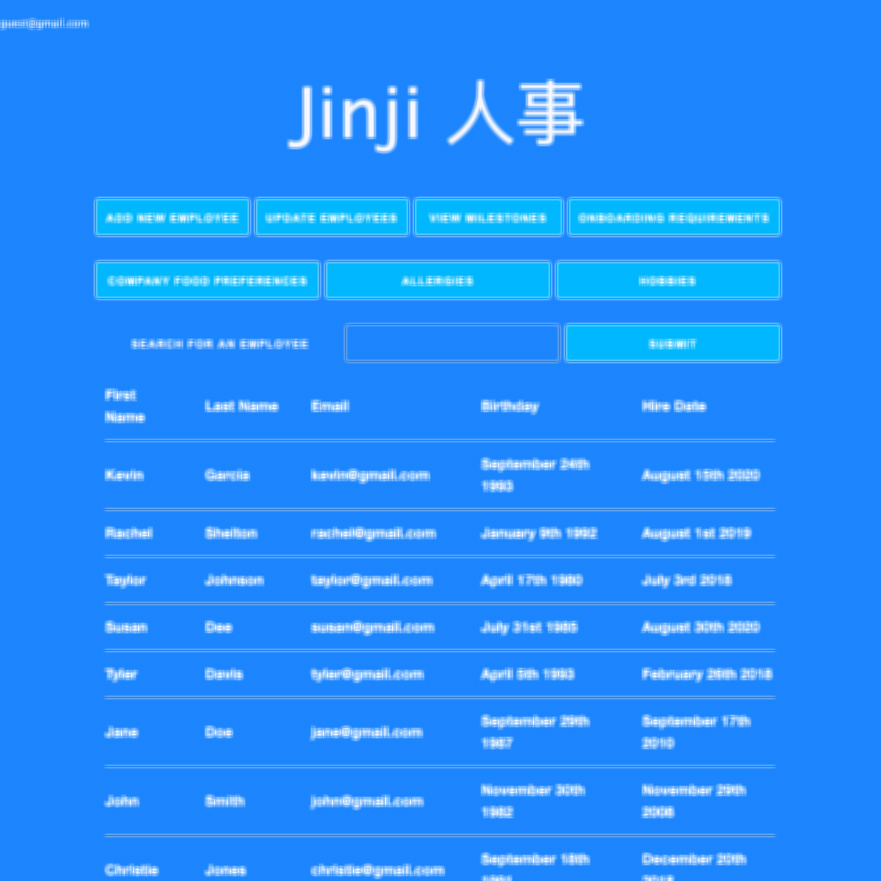 guest@gmail.com
Jinji 人事
ADD NEW EMPLOYEE UPDATE EMPLOYEES VIEW MILESTONES ONBOARDING REQUIREMENTS
COMPANY FOOD PREFERENCES ALLERGIES HOBBIES
SEARCH FOR AN EMPLOYEE SUBMIT
First Name Last Name Email Birthday Hire Date
Kevin Garcia kevin@gmail.com September 24th 1993 August 15th 2020
Rachel Shelton rachel@gmail.com January 9th 1992 August 1st 2019
Taylor Johnson taylor@gmail.com April 17th 1980 July 3rd 2018
Susan Dee susan@gmail.com July 31st 1985 August 30th 2020
Tyler Davis tyler@gmail.com April 5th 1993 February 26th 2018
Jane Doe jane@gmail.com September 29th 1987 September 17th 2010
John Smith john@gmail.com November 30th 1982 November 29th 2008
Christie Jones christie@gmail.com September 18th December 20th